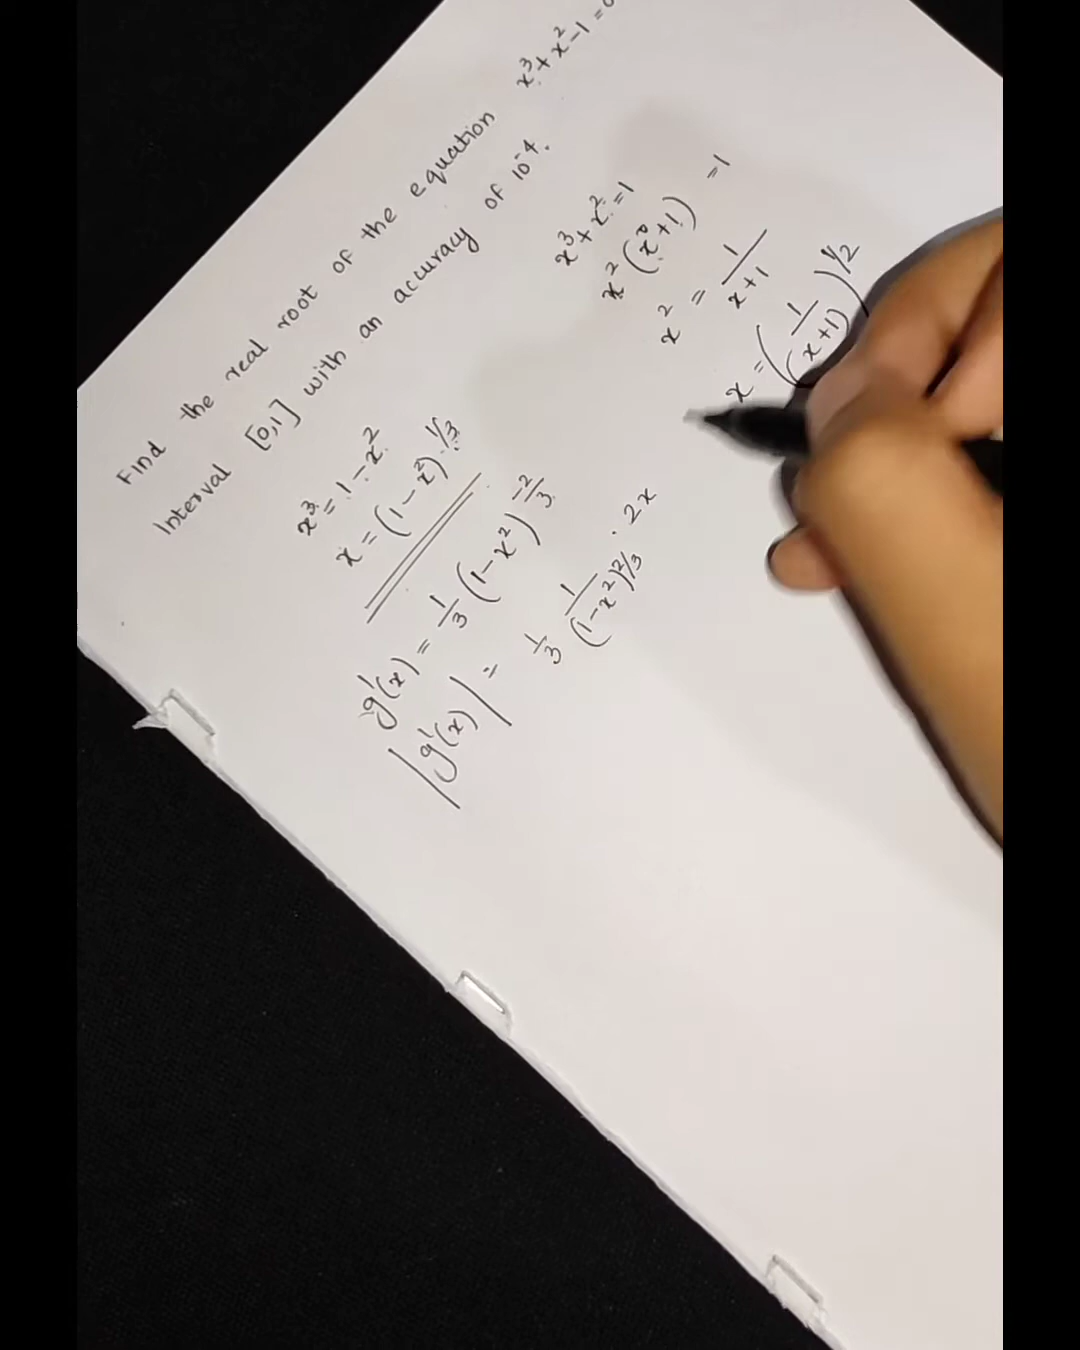 Find the real root of the equation x³+x²-1=0
Interval [0,1] with an accuracy of 10⁻⁴.
x³=1-x²
x=(1-x²)^1/3
g'(x) = 1/3 (1-x²)^-2/3
|g'(x)| = 1/3 1/(1-x²)^2/3 · 2x
x³+x²=1
x²(x+1) =1
x² = 1/(x+1)
x=(1/(x+1))^1/2